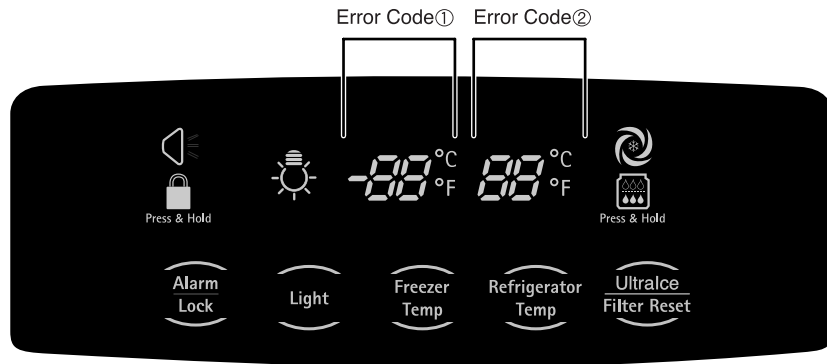 Error Code① Error Code②
-88 °C °F 88 °C °F
Press & Hold Press & Hold
Alarm
Lock
Light
Freezer
Temp
Refrigerator
Temp
UltraIce
Filter Reset